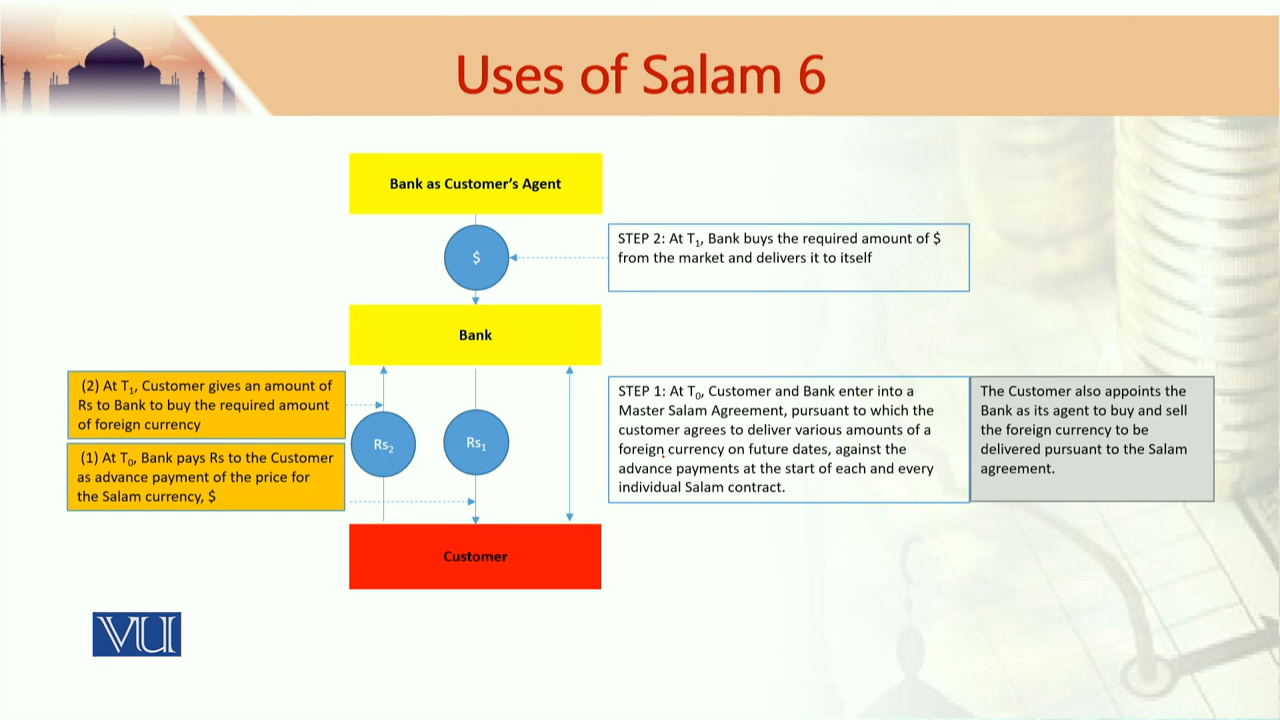 Uses of Salam 6
Bank as Customer’s Agent
$
STEP 2: At T1, Bank buys the required amount of $
from the market and delivers it to itself
Bank
(2) At T1, Customer gives an amount of
Rs to Bank to buy the required amount
of foreign currency
(1) At T0, Bank pays Rs to the Customer
as advance payment of the price for
the Salam currency, $
Rs2
Rs1
STEP 1: At T0, Customer and Bank enter into a
Master Salam Agreement, pursuant to which the
customer agrees to deliver various amounts of a
foreign currency on future dates, against the
advance payments at the start of each and every
individual Salam contract.
The Customer also appoints the
Bank as its agent to buy and sell
the foreign currency to be
delivered pursuant to the Salam
agreement.
Customer
VU